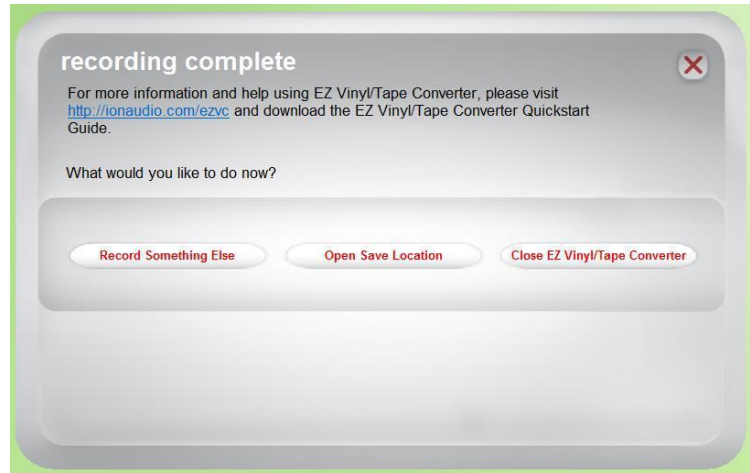 recording complete
For more information and help using EZ Vinyl/Tape Converter, please visit
http://ionaudio.com/ezvc and download the EZ Vinyl/Tape Converter Quickstart
Guide.
What would you like to do now?
Record Something Else
Open Save Location
Close EZ Vinyl/Tape Converter